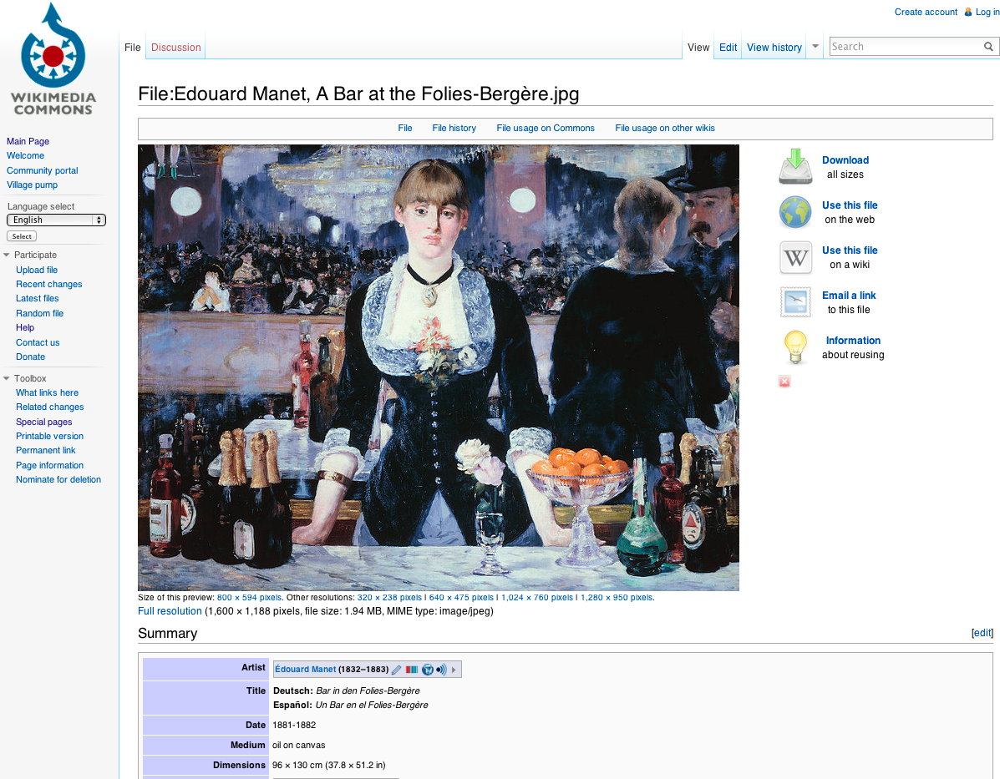 Create account Log in
WIKIMEDIA
COMMONS
File Discussion View Edit View history Search
File:Edouard Manet, A Bar at the Folies-Bergère.jpg
File File history File usage on Commons File usage on other wikis
Main Page
Welcome
Community portal
Village pump
Language select
English
Select
Participate
Upload file
Recent changes
Latest files
Random file
Help
Contact us
Donate
Toolbox
What links here
Related changes
Special pages
Printable version
Permanent link
Page information
Nominate for deletion
Download
all sizes
Use this file
on the web
W
Use this file
on a wiki
Email a link
to this file
Information
about reusing
Size of this preview: 800 × 594 pixels. Other resolutions: 320 × 238 pixels | 640 × 475 pixels | 1,024 × 760 pixels | 1,280 × 950 pixels.
Full resolution (1,600 × 1,188 pixels, file size: 1.94 MB, MIME type: image/jpeg)
Summary [edit]
Artist Édouard Manet (1832–1883)
Title Deutsch: Bar in den Folies-Bergère
Español: Un Bar en el Folies-Bergère
Date 1881-1882
Medium oil on canvas
Dimensions 96 × 130 cm (37.8 × 51.2 in)